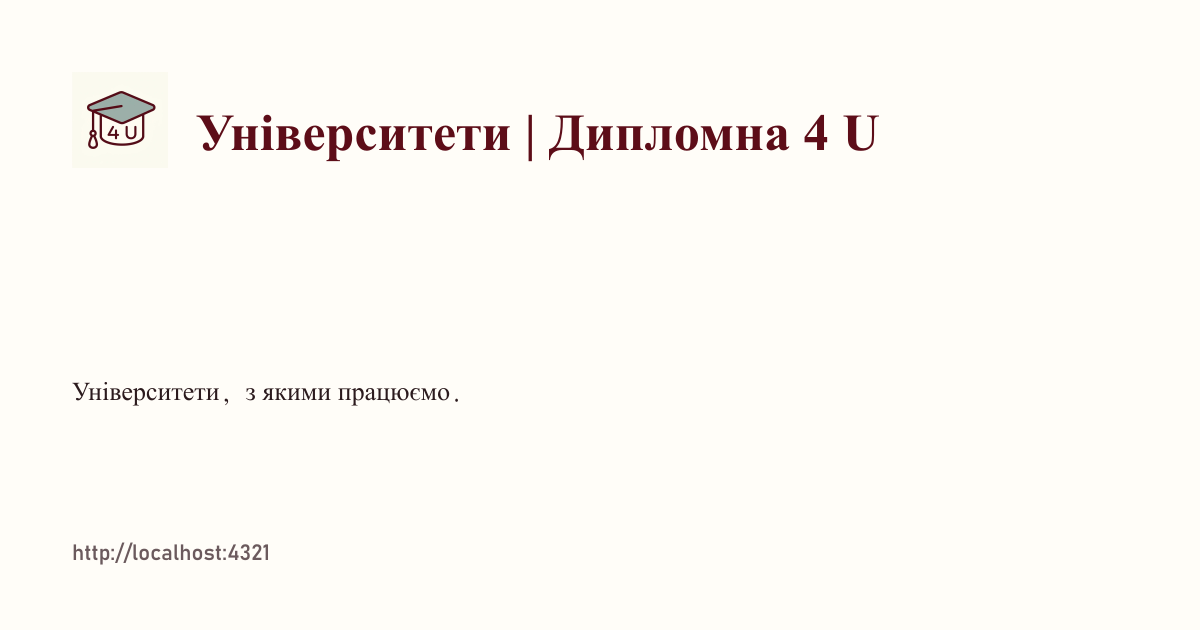 4 U
Університети | Дипломна 4 U
Університети, з якими працюємо.
http://localhost:4321